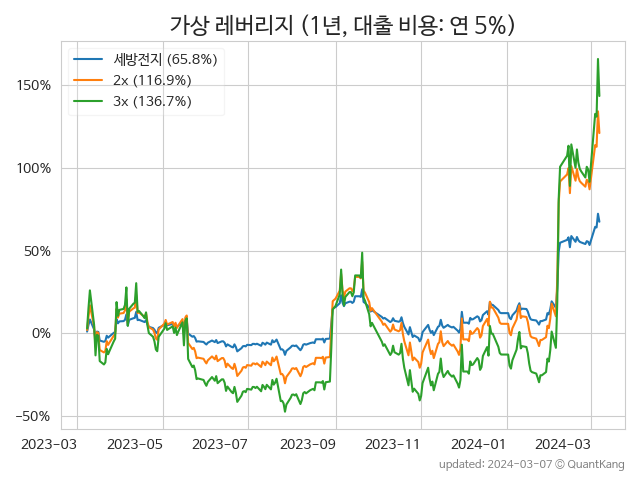 가상 레버리지 (1년, 대출 비용: 연 5%)
세방전지 (65.8%)
2x (116.9%)
3x (136.7%)
150%
100%
50%
0%
−50%
2023-03 2023-05 2023-07 2023-09 2023-11 2024-01 2024-03
updated: 2024-03-07 © QuantKang